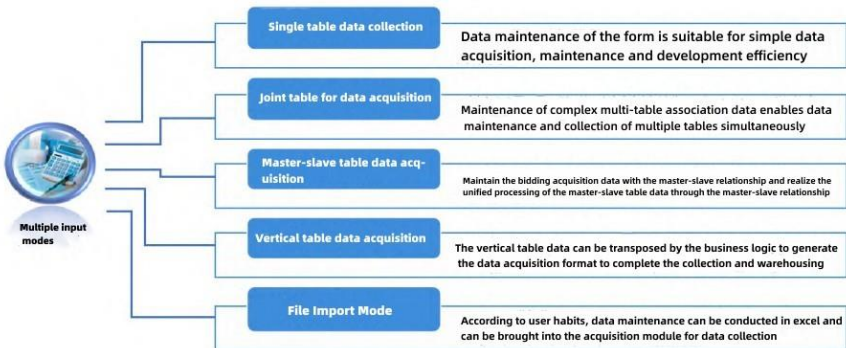 Single table data collection
Data maintenance of the form is suitable for simple data
acquisition, maintenance and development efficiency
Joint table for data acquisition
Maintenance of complex multi-table association data enables data
maintenance and collection of multiple tables simultaneously
Master-slave table data acq-
uisition
Maintain the bidding acquisition data with the master-slave relationship and realize the
unified processing of the master-slave table data through the master-slave relationship
Multiple input
modes
Vertical table data acquisition
The vertical table data can be transposed by the business logic to generate
the data acquisition format to complete the collection and warehousing
File Import Mode
According to user habits, data maintenance can be conducted in excel and
can be brought into the acquisition module for data collection